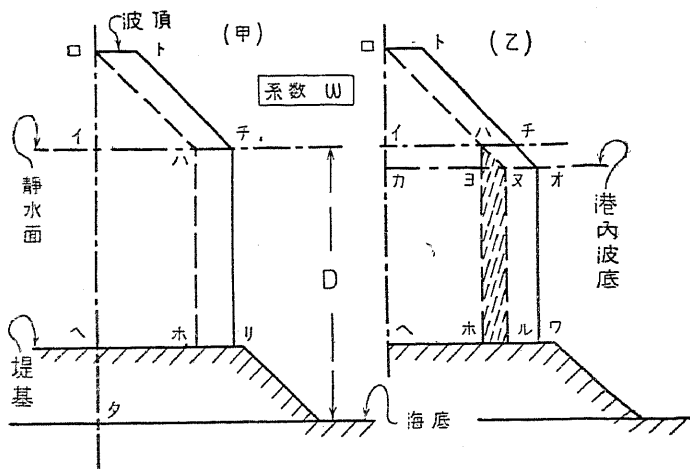 波頂
(甲)
ロ
ト
系数 W
イ
ハ
チ
静水面
D
ヘ
ホ
リ
堤基
タ
海底
(乙)
ロ
ト
イ
ハ
チ
カ
ヨ
ヌ
オ
港内波底
ヘ
ホ
ル
ワ